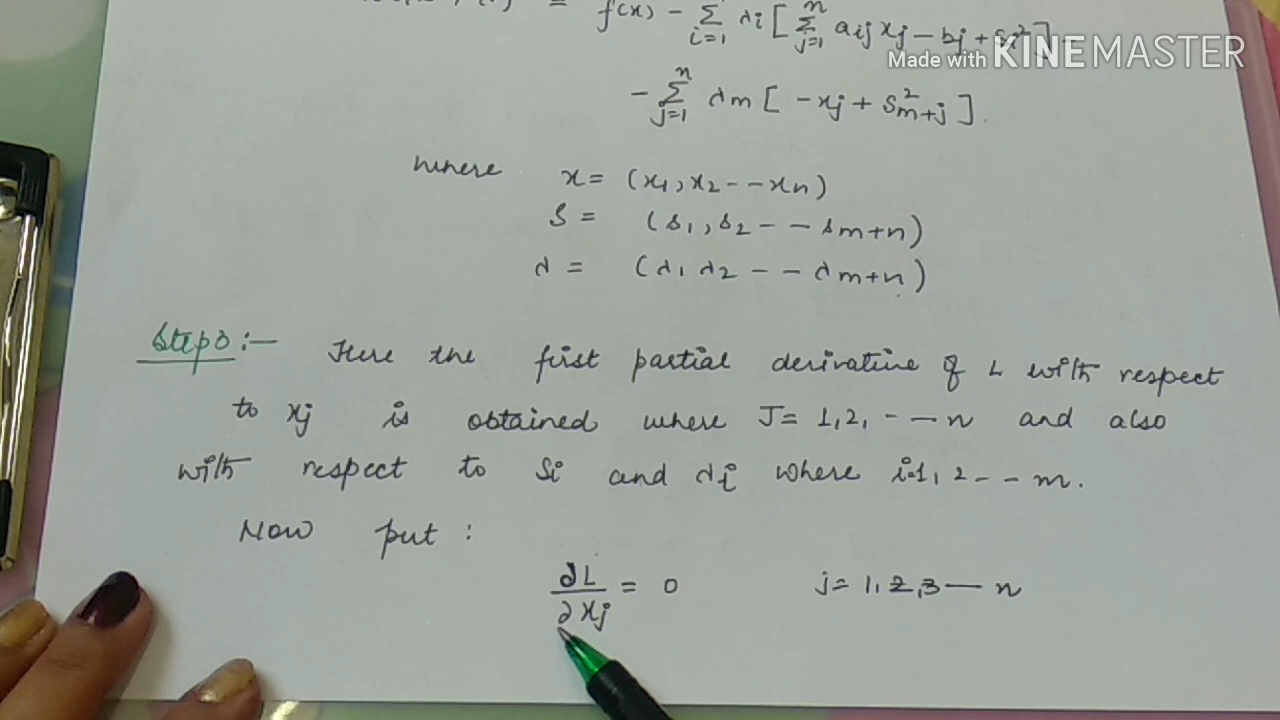 = f(x) - Σ i=1 λi [ n Σ j=1 aij xj - bj + si² ]
Made with KINEMASTER
- n Σ j=1 λm [ - xj + S²m+j ].
where x = (x1, x2 - - xn)
S = (s1, s2 - - sm+n)
λ = (λ1 λ2 - - λm+n)
Step 3 :- Here the first partial derivative of L with respect
to xj is obtained where J = 1, 2, - - n and also
with respect to Si and λi where i=1, 2 - - m.
Now put :
∂L/∂xj = 0 j = 1, 2, 3 — n